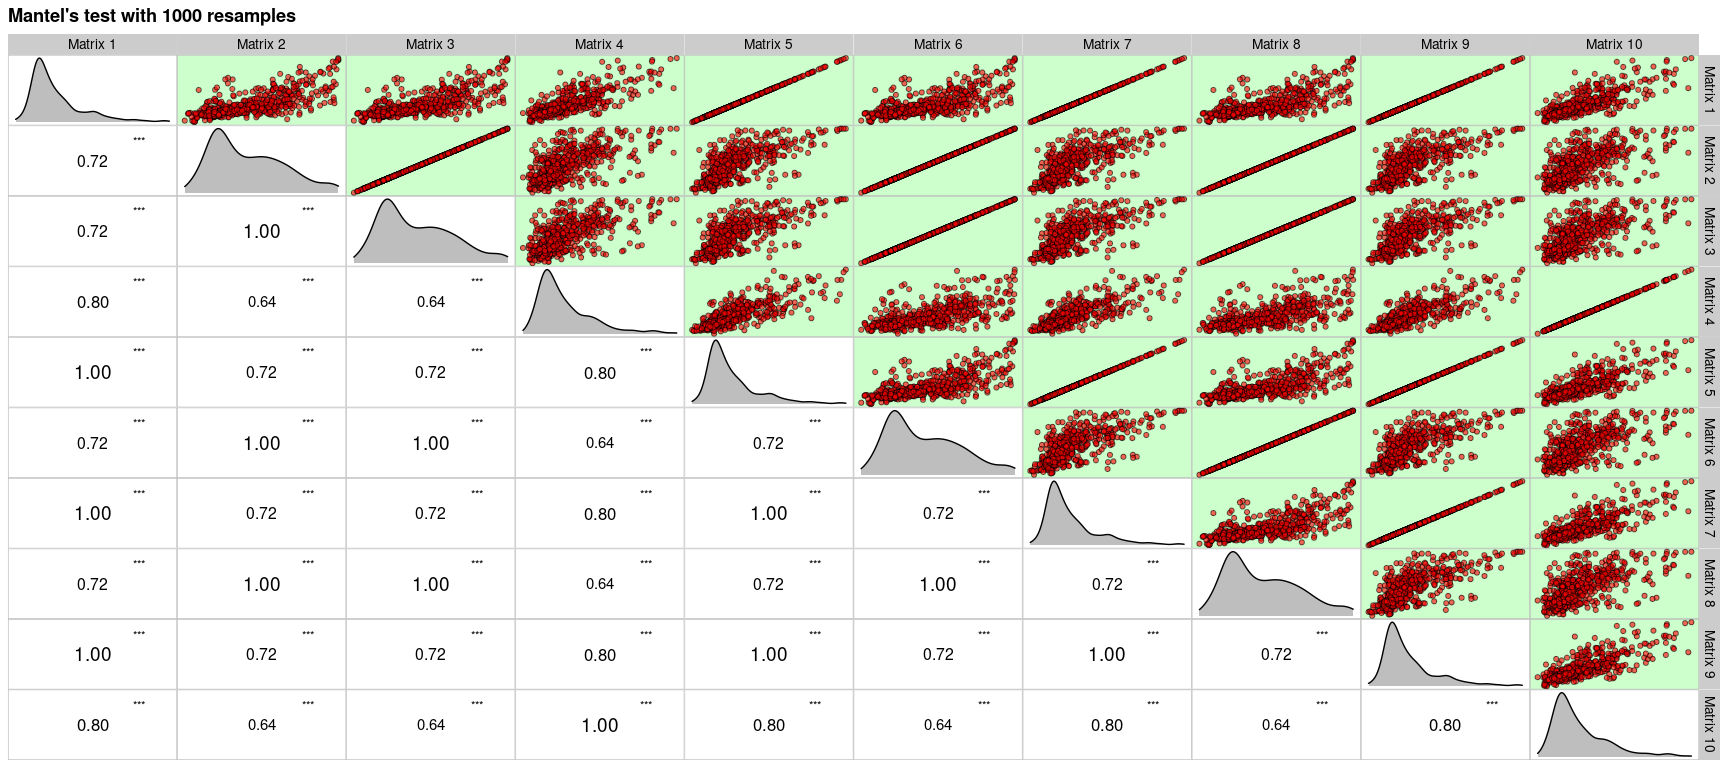 Mantel's test with 1000 resamples
Matrix 1 Matrix 2 Matrix 3 Matrix 4 Matrix 5 Matrix 6 Matrix 7 Matrix 8 Matrix 9 Matrix 10
Matrix 1
*** 
0.72
Matrix 2
*** ***
0.72 1.00
Matrix 3
*** *** ***
0.80 0.64 0.64
Matrix 4
*** *** *** ***
1.00 0.72 0.72 0.80
Matrix 5
*** *** *** *** ***
0.72 1.00 1.00 0.64 0.72
Matrix 6
*** *** *** *** *** ***
1.00 0.72 0.72 0.80 1.00 0.72
Matrix 7
*** *** *** *** *** *** ***
0.72 1.00 1.00 0.64 0.72 1.00 0.72
Matrix 8
*** *** *** *** *** *** *** ***
1.00 0.72 0.72 0.80 1.00 0.72 1.00 0.72
Matrix 9
*** *** *** *** *** *** *** *** ***
0.80 0.64 0.64 1.00 0.80 0.64 0.80 0.64 0.80
Matrix 10